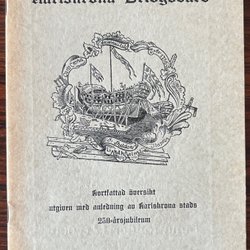 Karlskrona Örlogsvarv
Kortfattad översikt
utgiven med anledning av Karlskrona stads
250-årsjubileum